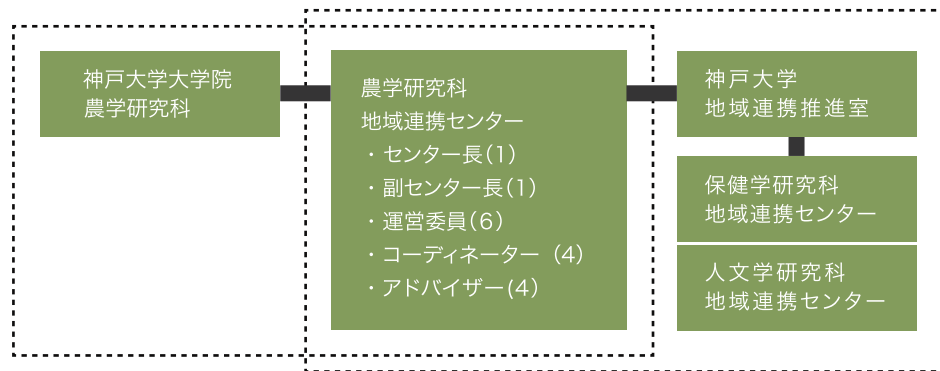 神戸大学大学院
農学研究科
農学研究科
地域連携センター
・センター長(1)
・副センター長(1)
・運営委員(6)
・コーディネーター (4)
・アドバイザー(4)
神戸大学
地域連携推進室
保健学研究科
地域連携センター
人文学研究科
地域連携センター